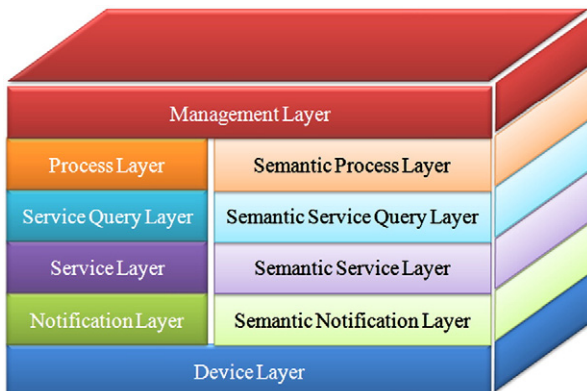 Management Layer
Process Layer
Semantic Process Layer
Service Query Layer
Semantic Service Query Layer
Service Layer
Semantic Service Layer
Notification Layer
Semantic Notification Layer
Device Layer